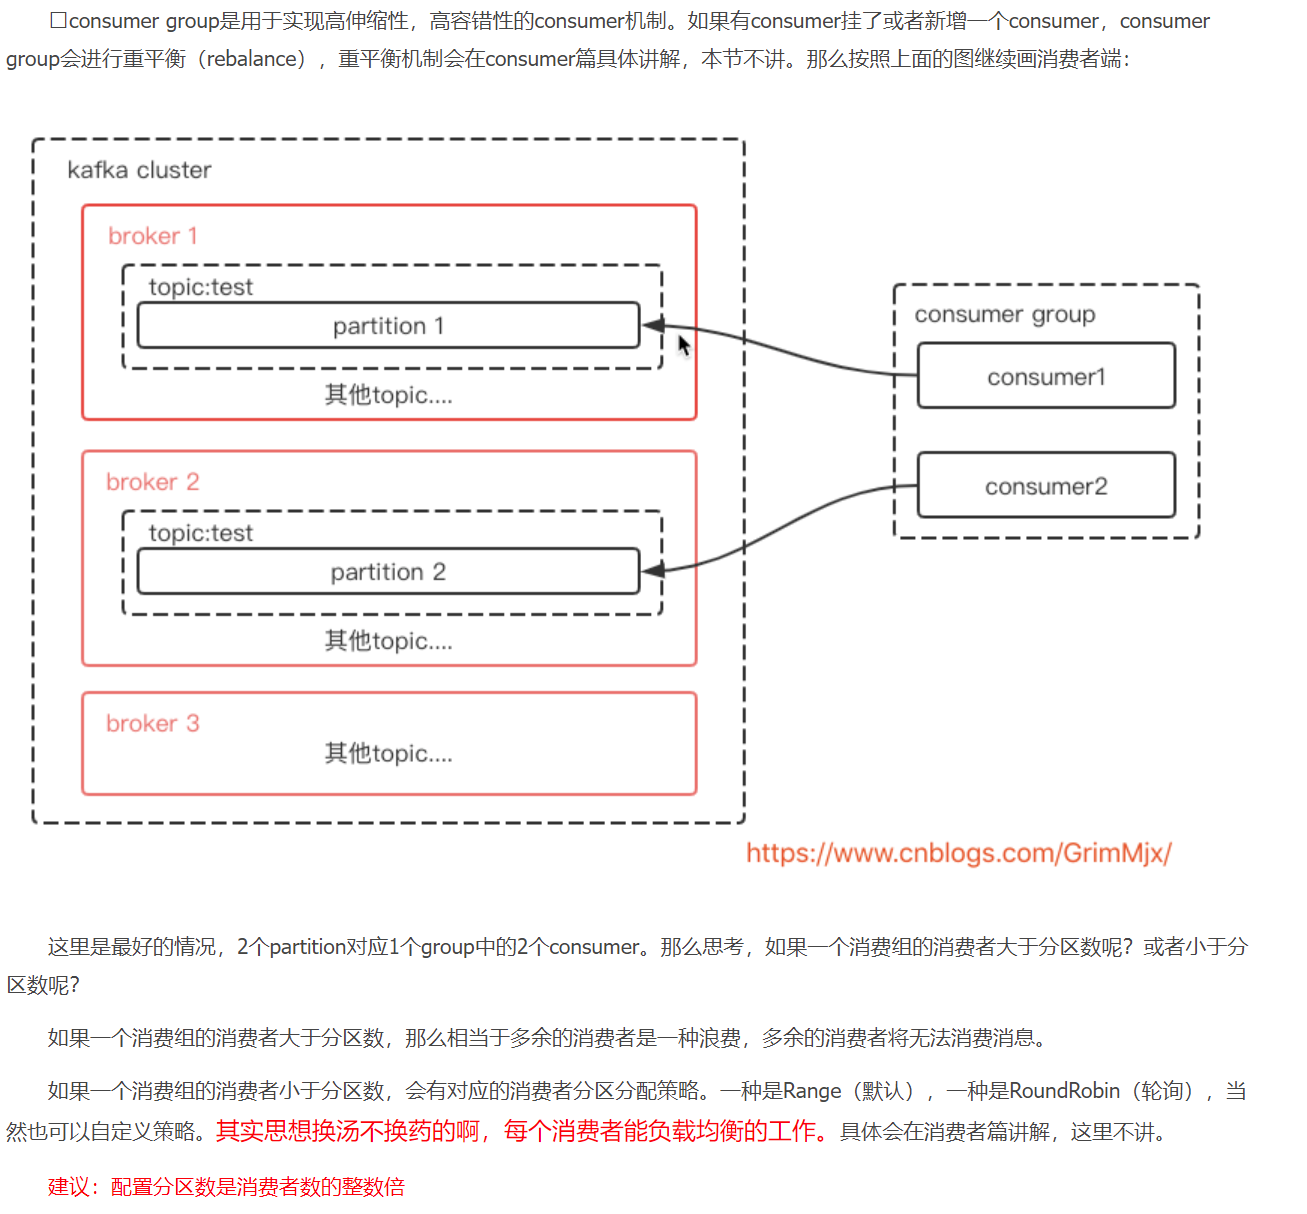 □consumer group是用于实现高伸缩性，高容错性的consumer机制。如果有consumer挂了或者新增一个consumer，consumer
group会进行重平衡（rebalance），重平衡机制会在consumer篇具体讲解，本节不讲。那么按照上面的图继续画消费者端：
kafka cluster
broker 1
topic:test
partition 1
其他topic....
broker 2
topic:test
partition 2
其他topic....
broker 3
其他topic....
consumer group
consumer1
consumer2
https://www.cnblogs.com/GrimMjx/
这里是最好的情况，2个partition对应1个group中的2个consumer。那么思考，如果一个消费组的消费者大于分区数呢？或者小于分
区数呢？
如果一个消费组的消费者大于分区数，那么相当于多余的消费者是一种浪费，多余的消费者将无法消费消息。
如果一个消费组的消费者小于分区数，会有对应的消费者分区分配策略。一种是Range（默认），一种是RoundRobin（轮询），当
然也可以自定义策略。其实思想换汤不换药的啊，每个消费者能负载均衡的工作。具体会在消费者篇讲解，这里不讲。
建议：配置分区数是消费者数的整数倍